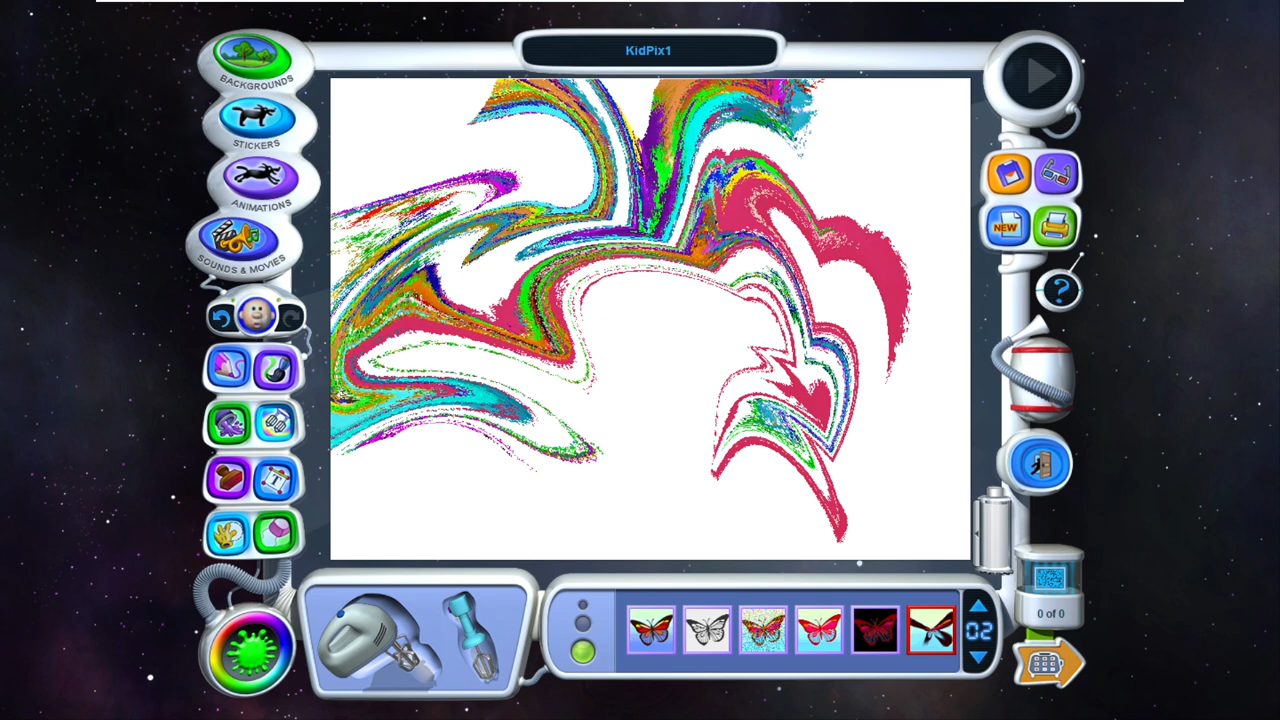 KidPix1
BACKGROUNDS
STICKERS
ANIMATIONS
SOUNDS & MOVIES
NEW
?
T
0 of 0
02